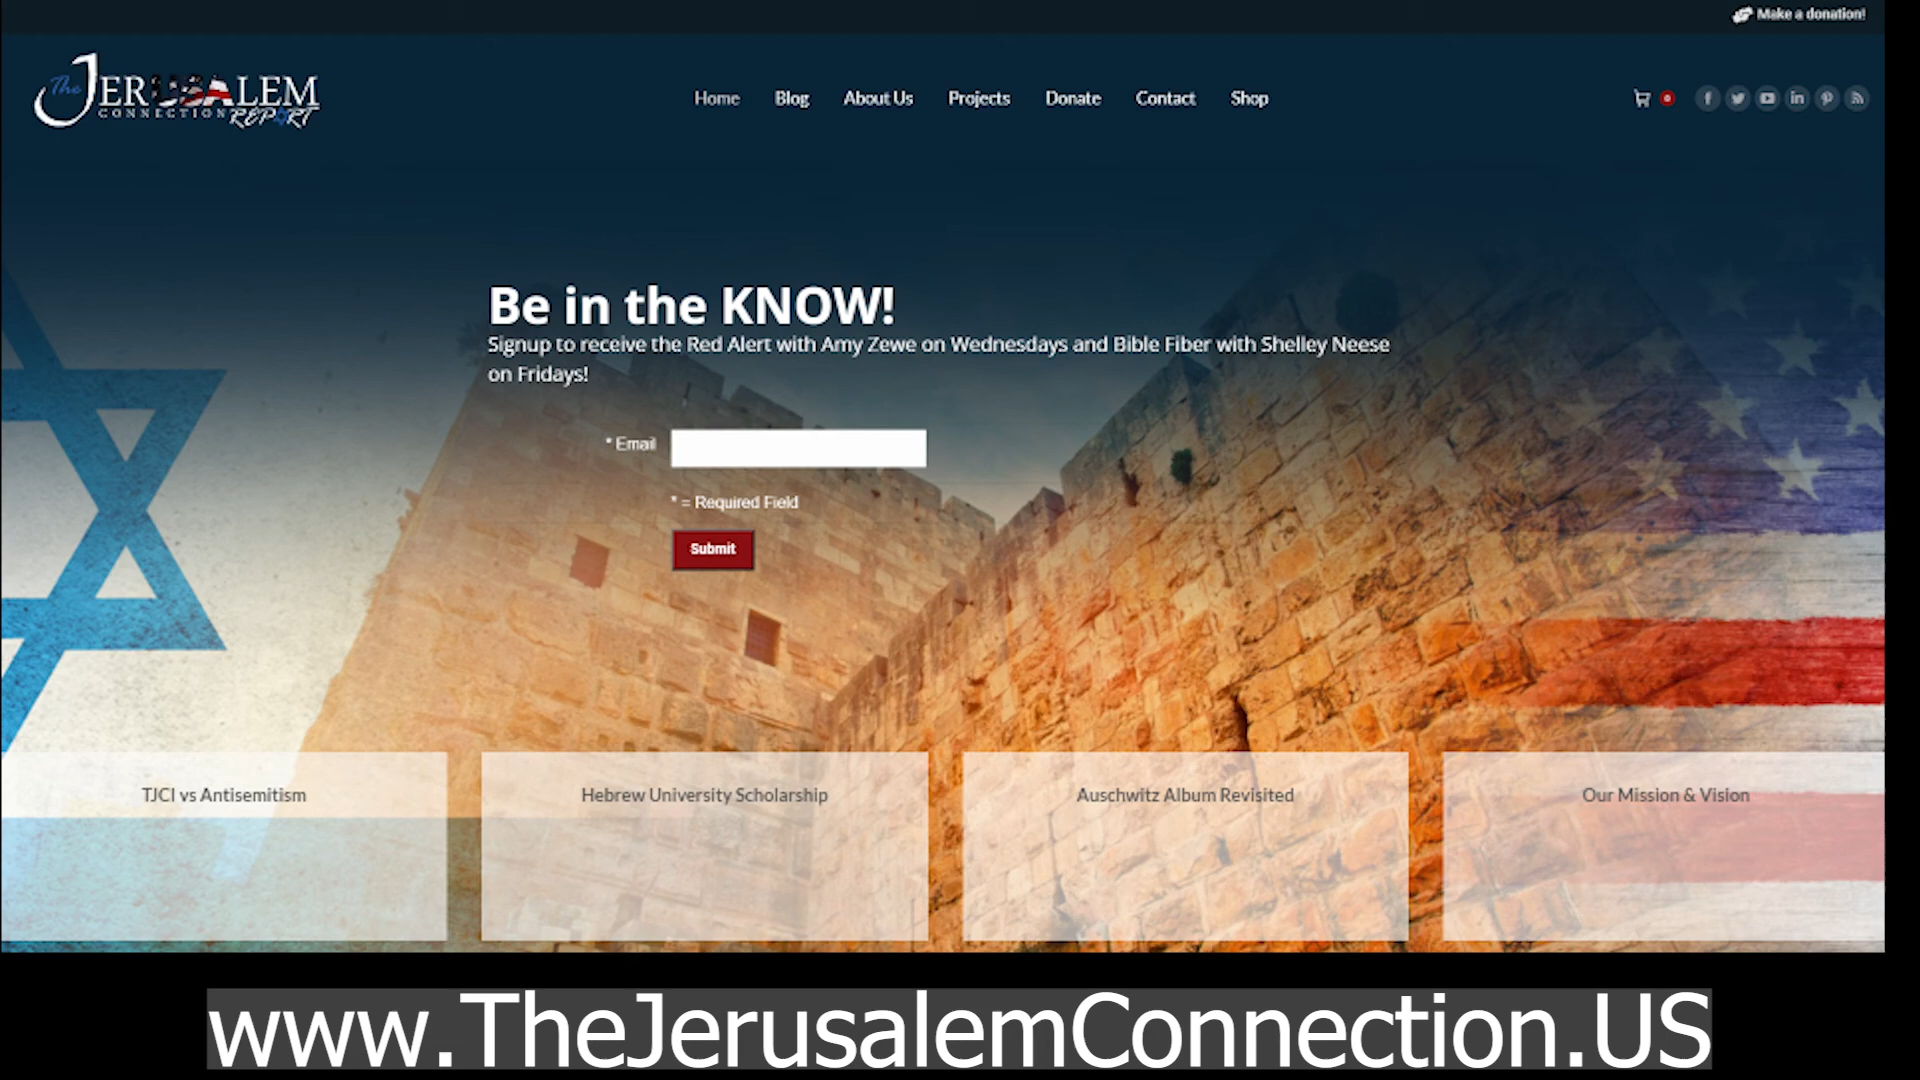 Make a donation!
The JERUSALEM
CONNECTION REPORT
Home Blog About Us Projects Donate Contact Shop
0
Be in the KNOW!
Signup to receive the Red Alert with Amy Zewe on Wednesdays and Bible Fiber with Shelley Neese
on Fridays!
* Email
* = Required Field
Submit
TJCI vs Antisemitism
Hebrew University Scholarship
Auschwitz Album Revisited
Our Mission & Vision
www.TheJerusalemConnection.US